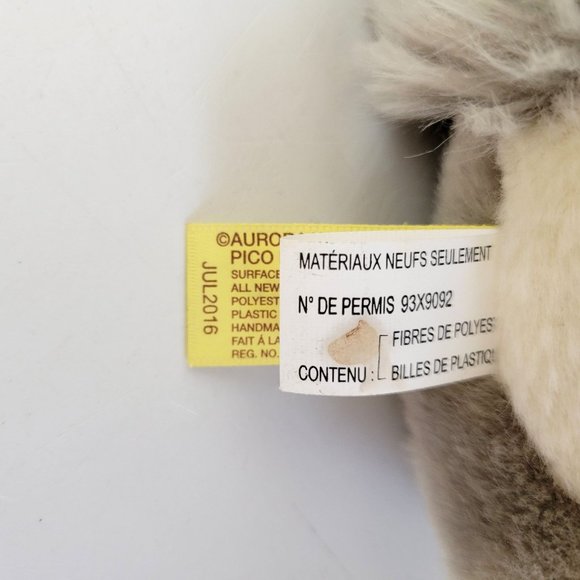 ©AURORA
PICO
SURFACE
ALL NEW
POLYEST
PLASTIC
HANDMA
FAIT À LA
REG. NO.
JUL2016
MATÉRIAUX NEUFS SEULEMENT
N° DE PERMIS 93X9092
FIBRES DE POLYES
CONTENU : BILLES DE PLASTIQ